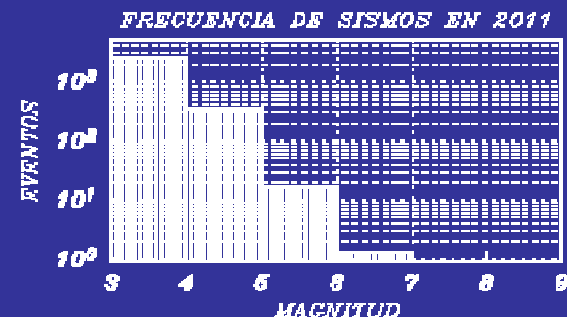 FRECUENCIA DE SISMOS EN 2011
EVENTOS
10³
10²
10¹
10⁰
3 4 5 6 7 8 9
MAGNITUD